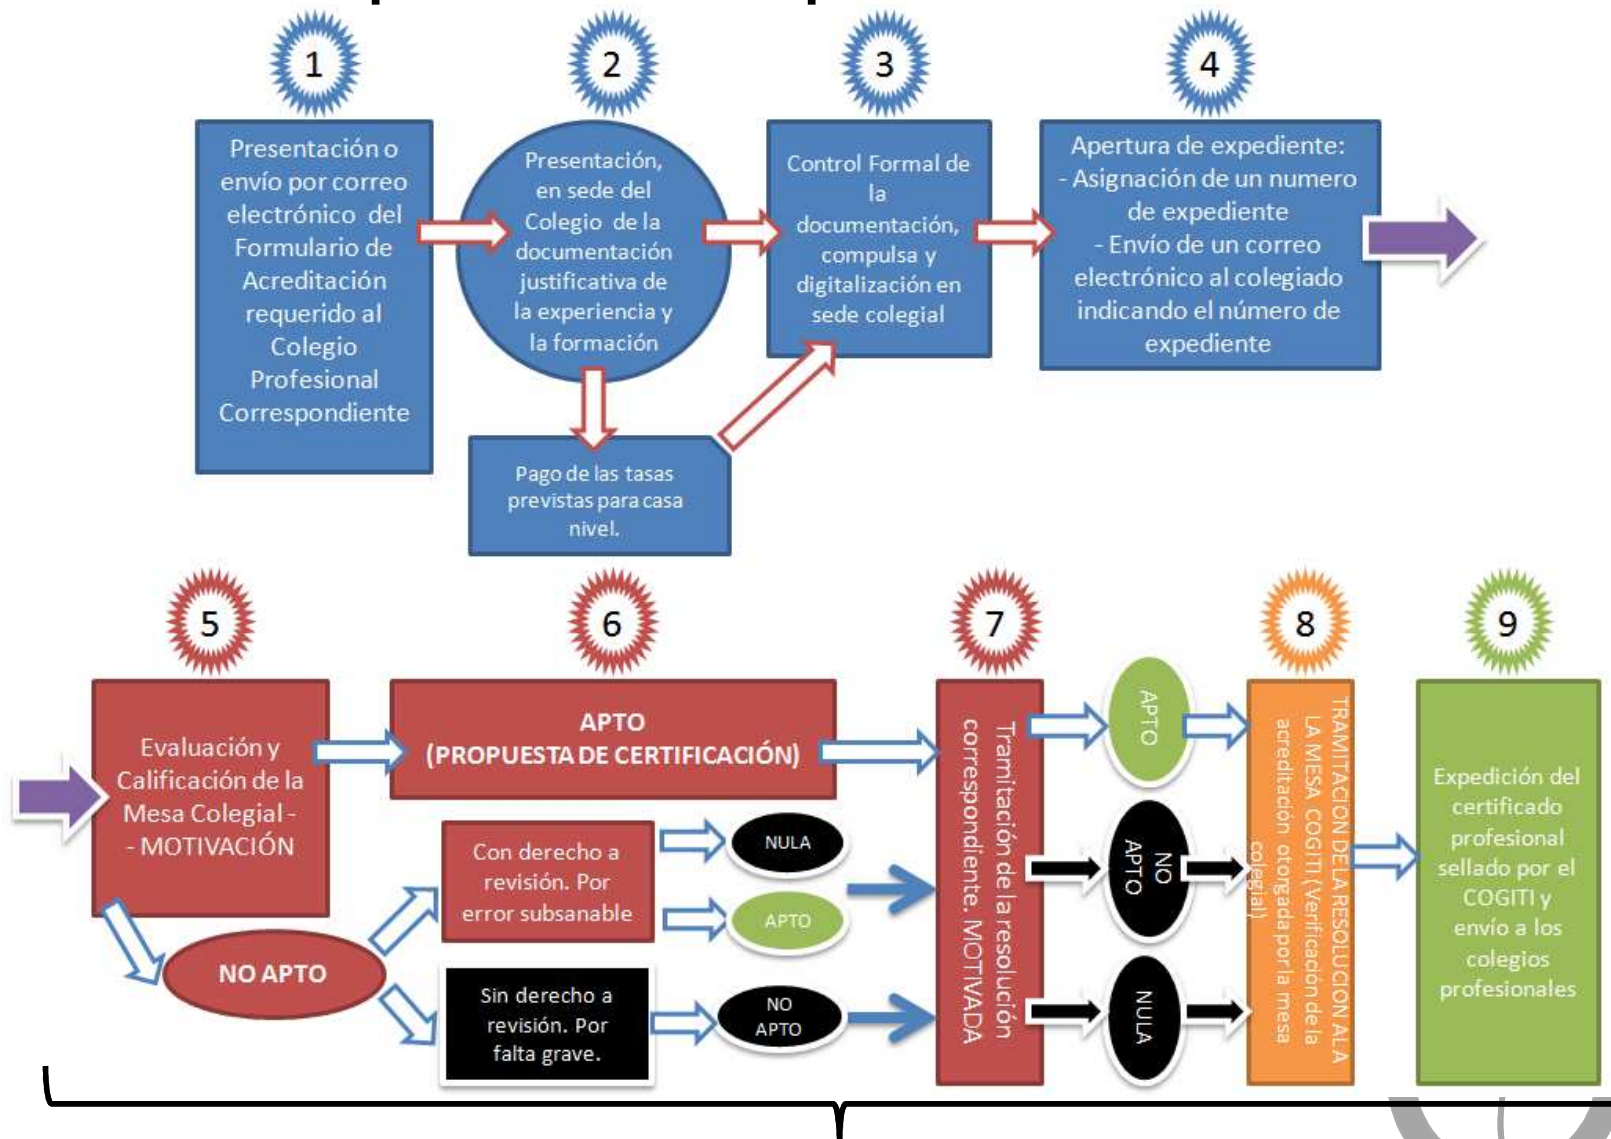 1
2
3
4
Presentación o
envío por correo
electrónico del
Formulario de
Acreditación
requerido al
Colegio
Profesional
Correspondiente
Presentación,
en sede del
Colegio de la
documentación
justificativa de
la experiencia y
la formación
Pago de las tasas
previstas para casa
nivel.
Control Formal de
la
documentación,
compulsa y
digitalización en
sede colegial
Apertura de expediente:
- Asignación de un numero
de expediente
- Envío de un correo
electrónico al colegiado
indicando el número de
expediente
5
6
7
8
9
Evaluación y
Calificación de la
Mesa Colegial -
- MOTIVACIÓN
APTO
(PROPUESTA DE CERTIFICACIÓN)
NO APTO
Con derecho a
revisión. Por
error subsanable
NULA
APTO
Sin derecho a
revisión. Por
falta grave.
NO
APTO
Tramitación de la resolución
correspondiente. MOTIVADA
APTO
NO
APTO
NULA
TRAMITACION DE LA RESOLUCION AL A
LA MESA COGITI (Verificación de la
acreditación otorgada por la mesa
colegial)
Expedición del
certificado
profesional
sellado por el
COGITI y
envío a los
colegios
profesionales